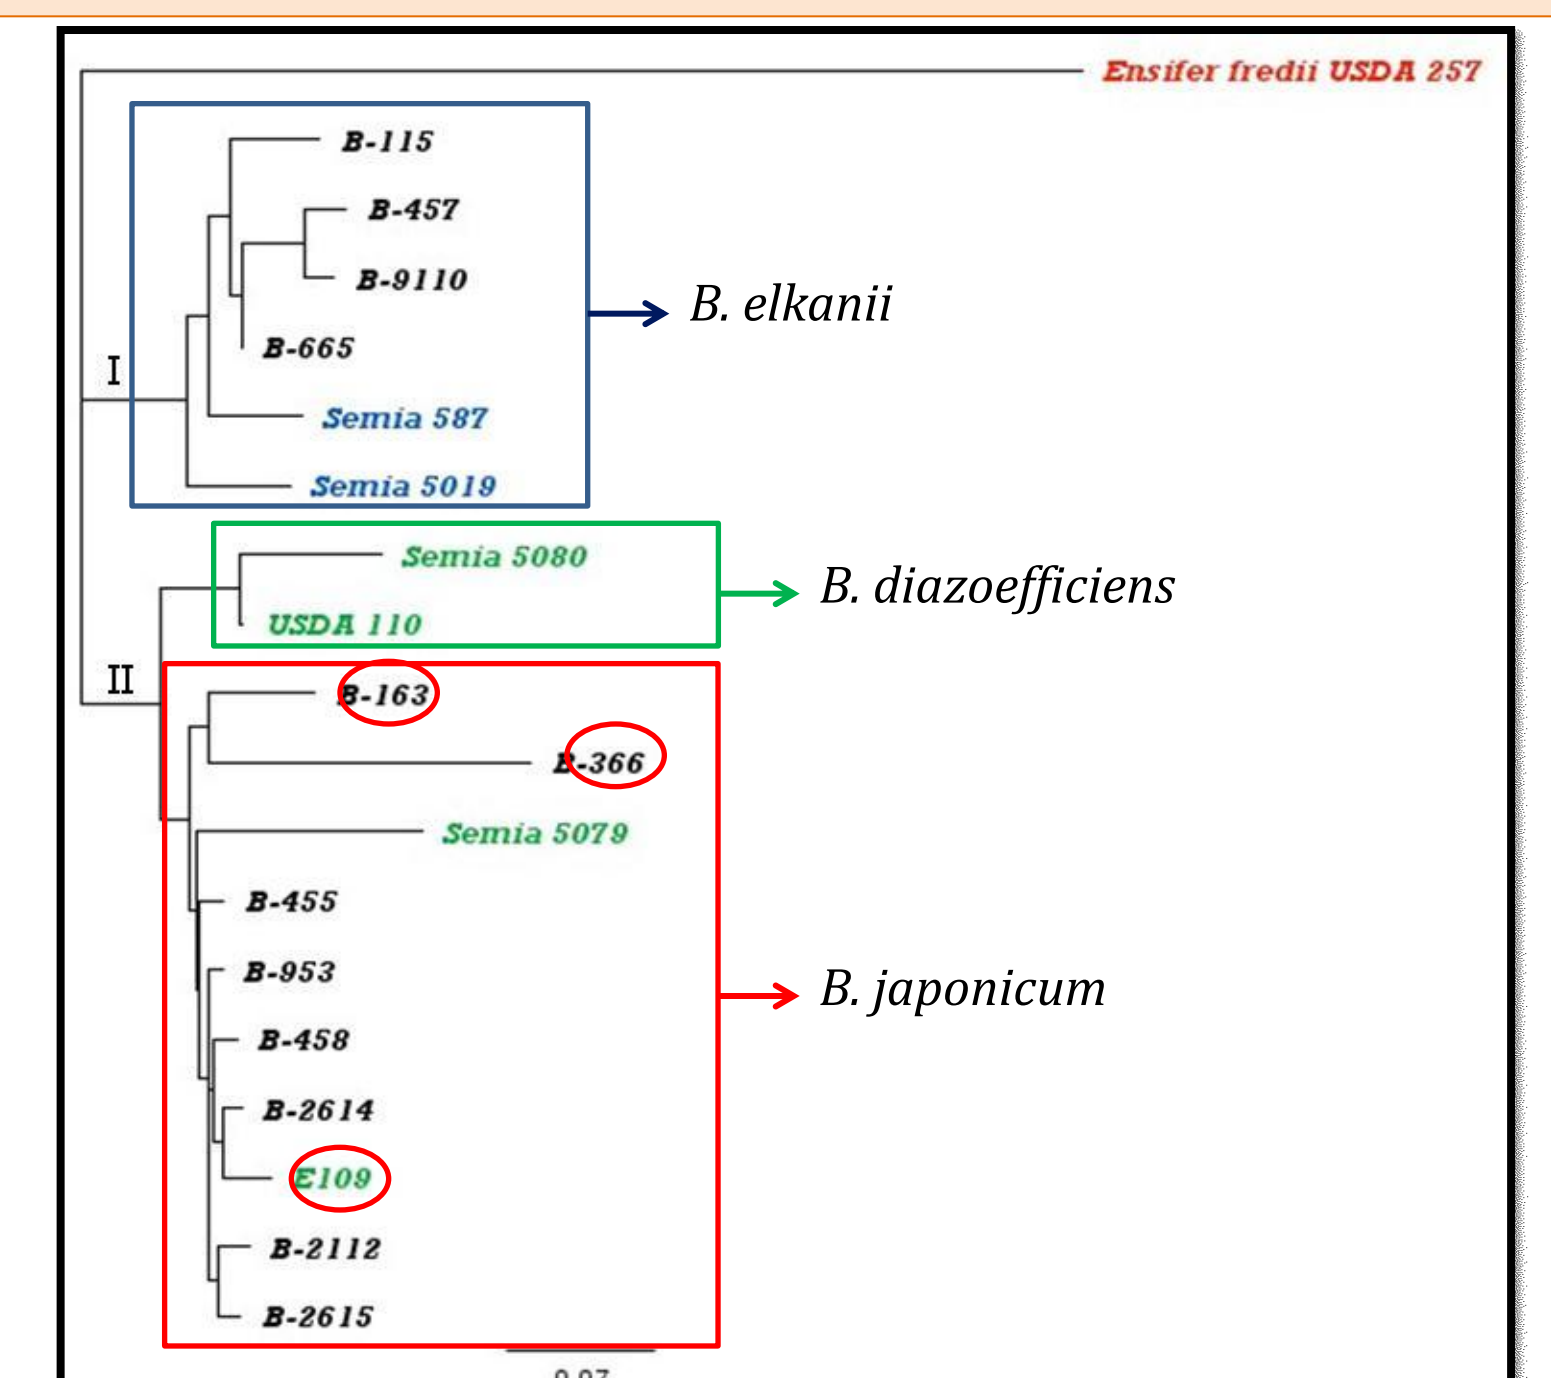 Ensifer fredii USDA 257
B-115
B-457
B-9110
B. elkanii
B-665
I
Semia 587
Semia 5019
Semia 5080
B. diazoefficiens
USDA 110
II
B-163
B-366
Semia 5079
B-455
B-953
B. japonicum
B-458
B-2614
E109
B-2112
B-2615